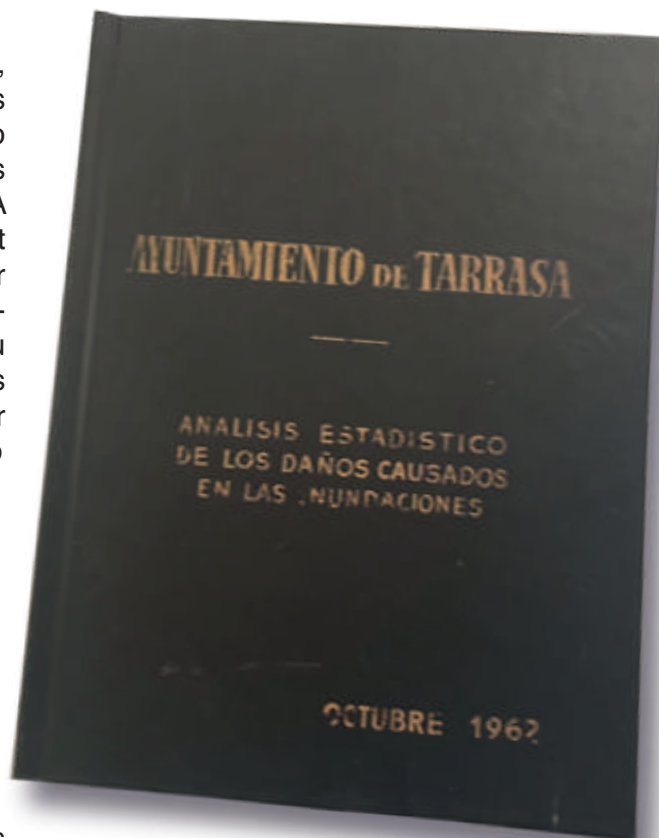 AYUNTAMIENTO DE TARRASA
ANALISIS ESTADISTICO
DE LOS DAÑOS CAUSADOS
EN LAS INUNDACIONES
OCTUBRE 1962